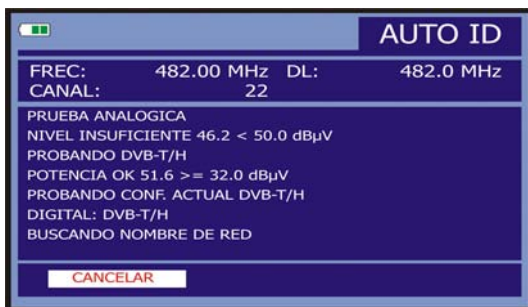 AUTO ID
FREC: 482.00 MHz DL: 482.0 MHz
CANAL: 22
PRUEBA ANALOGICA
NIVEL INSUFICIENTE 46.2 < 50.0 dBµV
PROBANDO DVB-T/H
POTENCIA OK 51.6 >= 32.0 dBµV
PROBANDO CONF. ACTUAL DVB-T/H
DIGITAL: DVB-T/H
BUSCANDO NOMBRE DE RED
CANCELAR